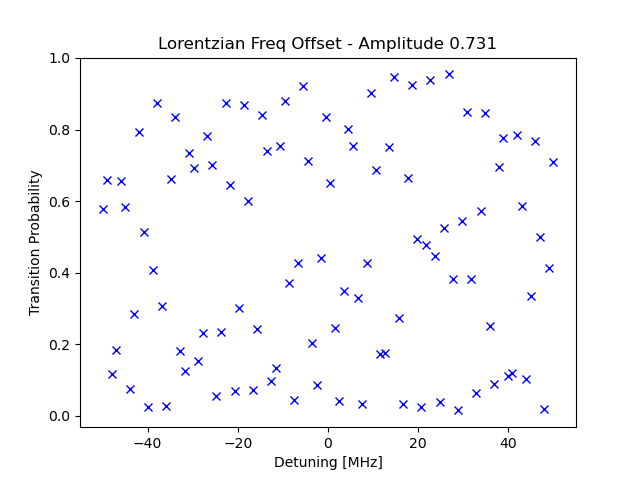 Lorentzian Freq Offset - Amplitude 0.731
1.0
0.8
0.6
0.4
0.2
0.0
Transition Probability
−40 −20 0 20 40
Detuning [MHz]